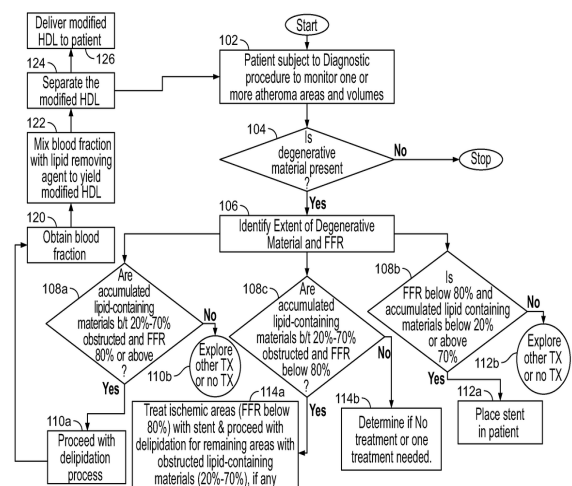 Deliver modified
HDL to patient
126
124
Separate the
modified HDL
122
Mix blood fraction
with lipid removing
agent to yield
modified HDL
120
Obtain blood
fraction
Start
102
Patient subject to Diagnostic
procedure to monitor one or
more atheroma areas and volumes
104
Is
degenerative
material present
?
No
Stop
Yes
106
Identify Extent of Degenerative
Material and FFR
108a
Are
accumulated
lipid-containing
materials b/t 20%-70%
obstructed and FFR
80% or above
?
No
Explore
other TX
or no TX
110b
Yes
110a
Proceed with
delipidation
process
108c
Are
accumulated
lipid-containing
materials b/t 20%-70%
obstructed and FFR
below 80%
?
No
Yes
114a
Treat ischemic areas (FFR below
80%) with stent & proceed with
delipidation for remaining areas with
obstructed lipid-containing
materials (20%-70%), if any
114b
Determine if No
treatment or one
treatment needed.
108b
Is
FFR below 80% and
accumulated lipid containing
materials below 20%
or above
70%
?
No
Explore
other TX
or no TX
112b
Yes
112a
Place stent
in patient